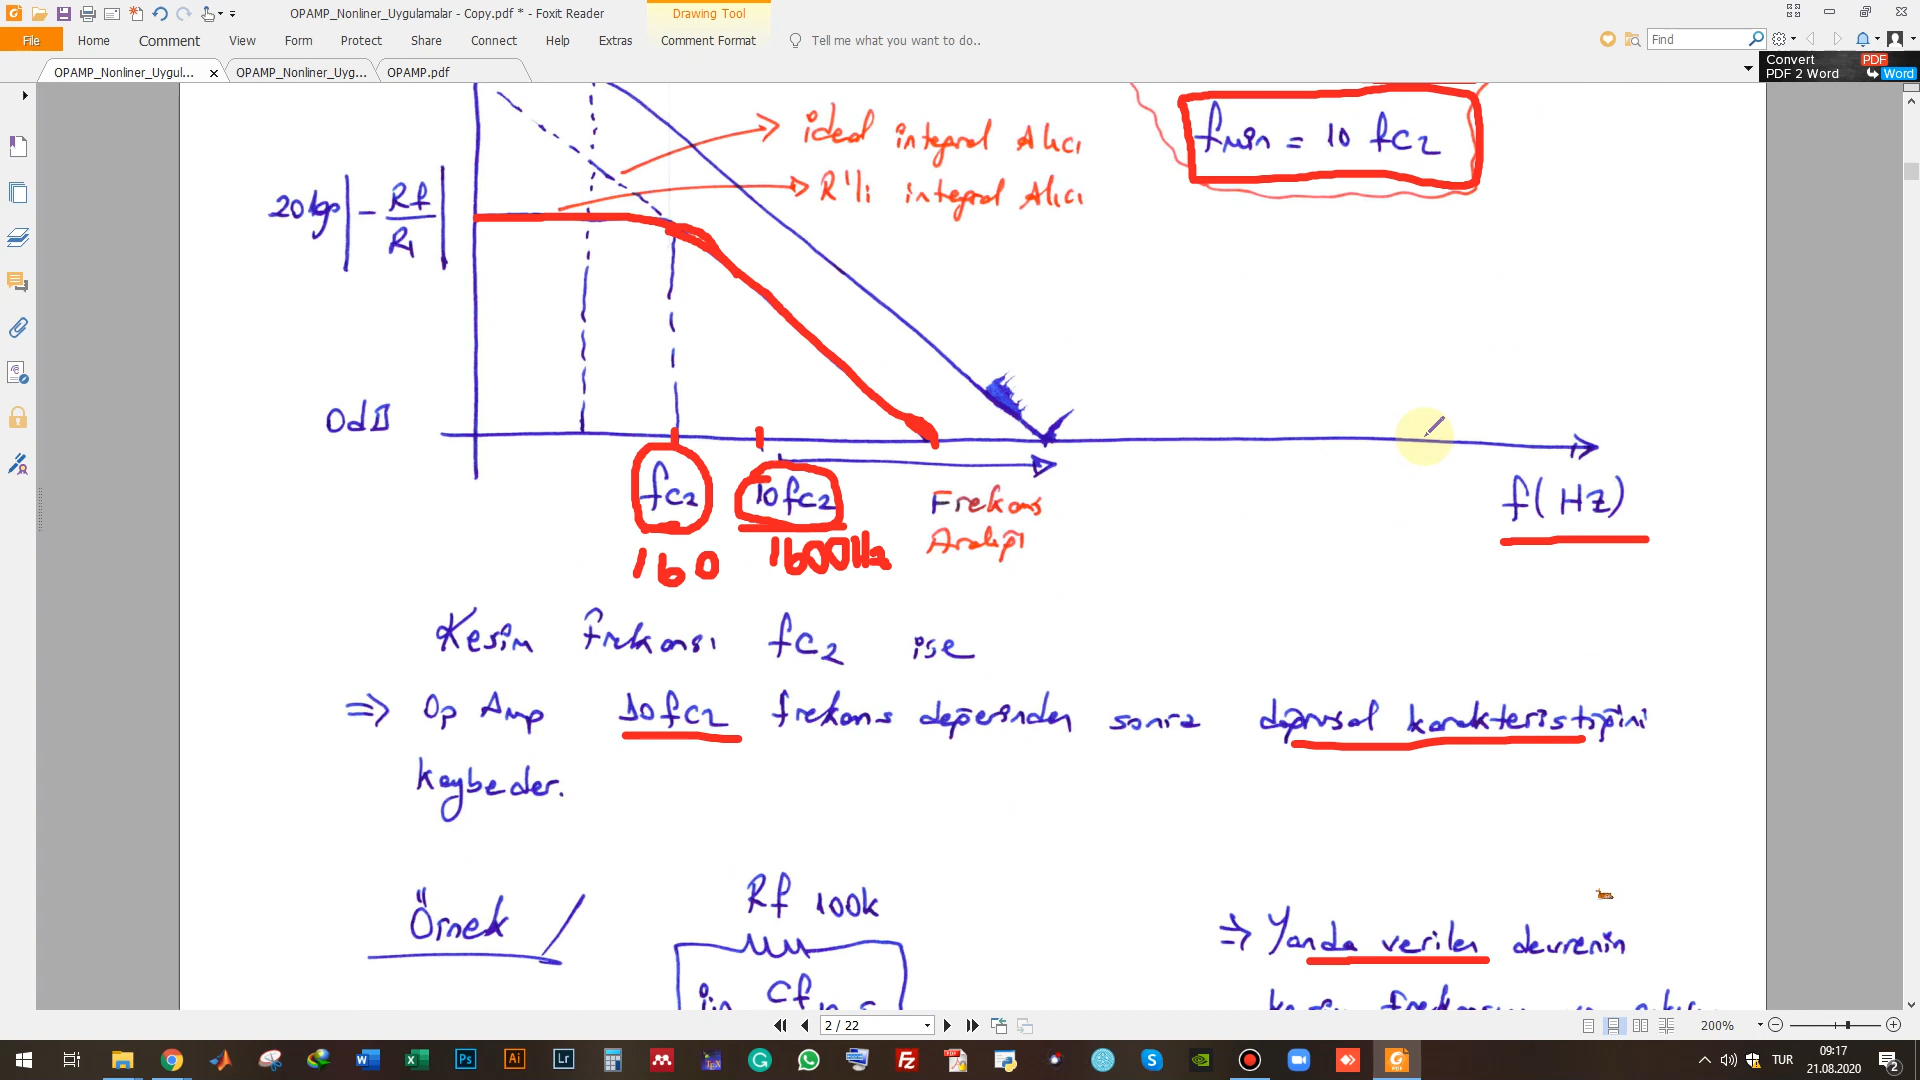 OPAMP_Nonliner_Uygulamalar - Copy.pdf * - Foxit Reader
Drawing Tool
File Home Comment View Form Protect Share Connect Help Extras Comment Format Tell me what you want to do.. Find
OPAMP_Nonliner_Uygul... OPAMP_Nonliner_Uyg... OPAMP.pdf
Convert PDF
PDF 2 Word Word
ideal integral Alıcı
fmin = 10 fc2
R'li integral Alıcı
20log |- Rf/R1|
0dB
fc2 10fc2 Frekans f(Hz)
160 1600Hz Aralığı
Kesim Frekansı fc2 ise
⇒ Op Amp 10fc2 frekans değerinden sonra doğrusal karakteristiğini
kaybeder.
Örnek /
Rf 100k
⇒ Yanda verilen devrenin
Cf
2 / 22
200%
TUR
09:17
21.08.2020
2